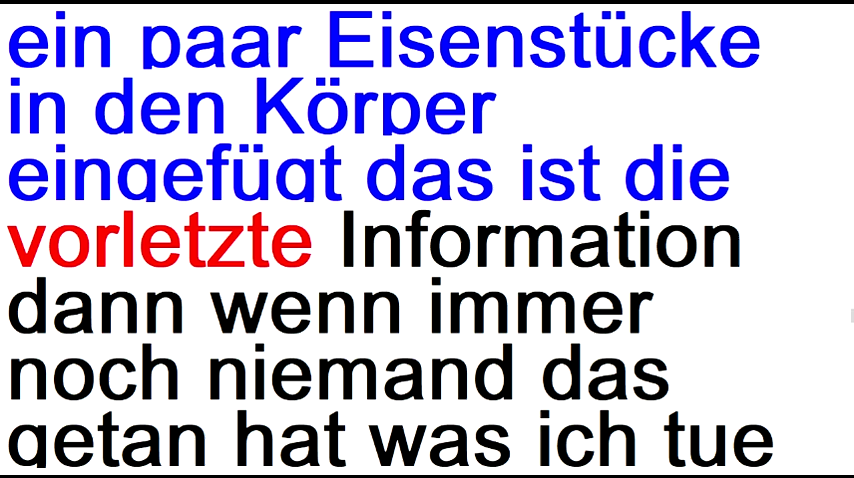 ein paar Eisenstücke
in den Körper
eingefügt das ist die
vorletzte Information
dann wenn immer
noch niemand das
getan hat was ich tue